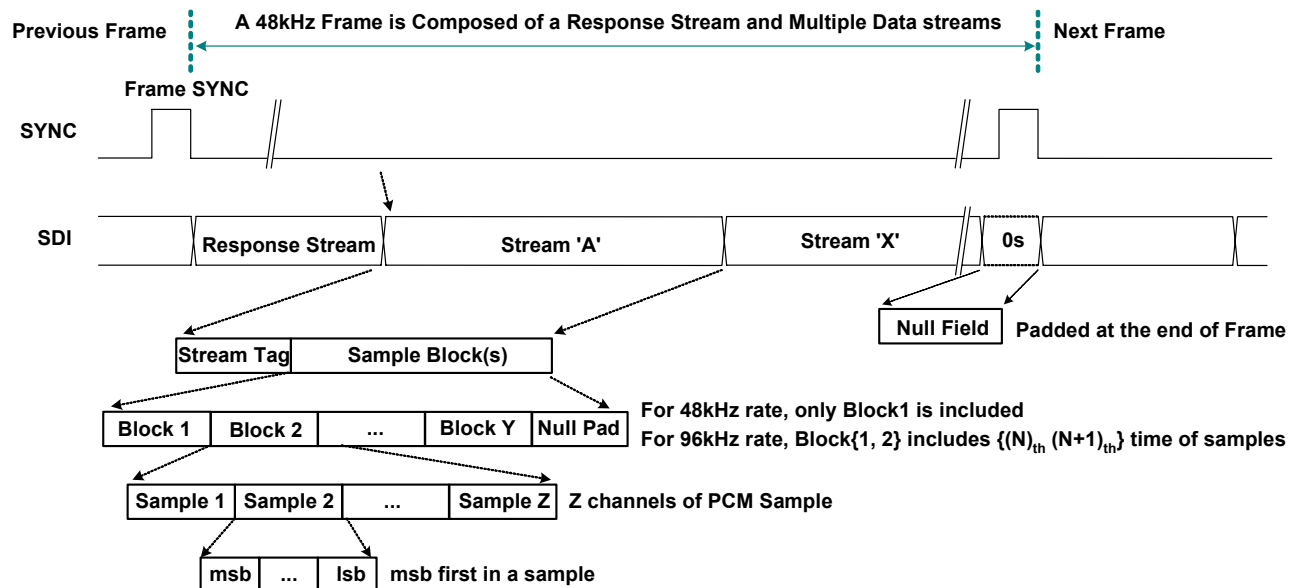 A 48kHz Frame is Composed of a Response Stream and Multiple Data streams
Previous Frame
Next Frame
Frame SYNC
SYNC
SDI
Response Stream
Stream 'A'
Stream 'X'
0s
Null Field
Padded at the end of Frame
Stream Tag
Sample Block(s)
Block 1
Block 2
...
Block Y
Null Pad
For 48kHz rate, only Block1 is included
For 96kHz rate, Block{1, 2} includes {(N)th (N+1)th} time of samples
Sample 1
Sample 2
...
Sample Z
Z channels of PCM Sample
msb
...
lsb
msb first in a sample